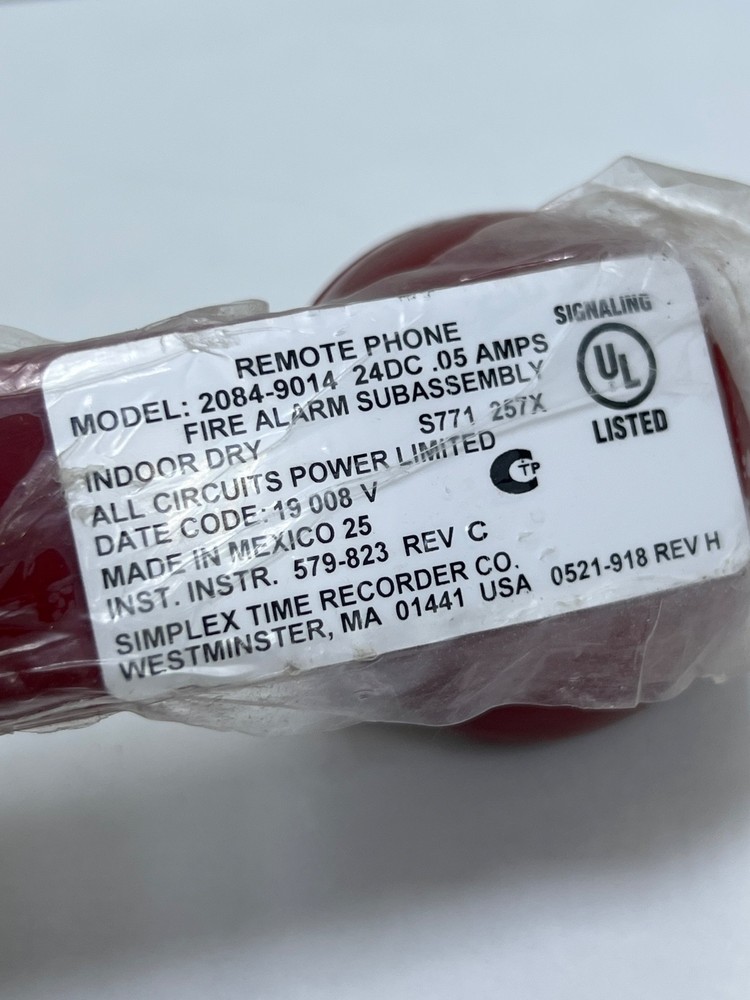 REMOTE PHONE
MODEL: 2084-9014 24DC .05 AMPS
FIRE ALARM SUBASSEMBLY
INDOOR DRY S771 257X
ALL CIRCUITS POWER LIMITED
DATE CODE: 19 008 V
MADE IN MEXICO 25
INST. INSTR. 579-823 REV C
SIMPLEX TIME RECORDER CO.
WESTMINSTER, MA 01441 USA 0521-918 REV H
SIGNALING
UL
LISTED
CTP